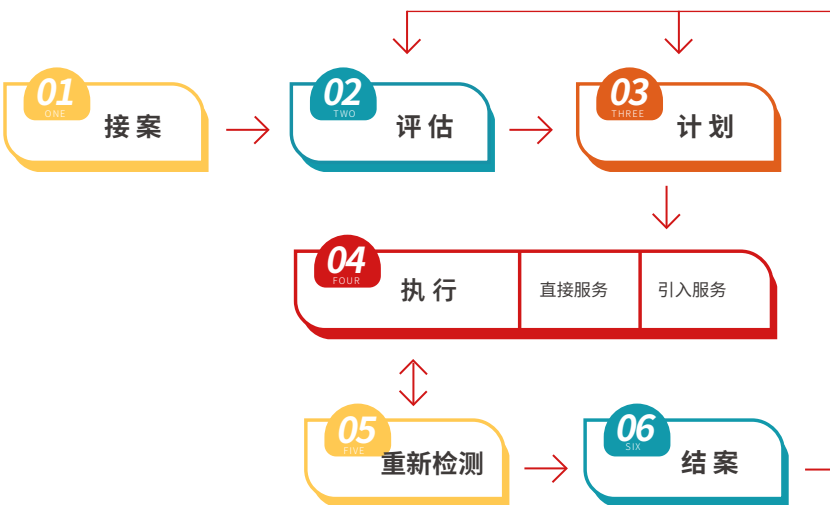 01
ONE
接案
02
TWO
评估
03
THREE
计划
04
FOUR
执行
直接服务
引入服务
05
FIVE
重新检测
06
SIX
结案